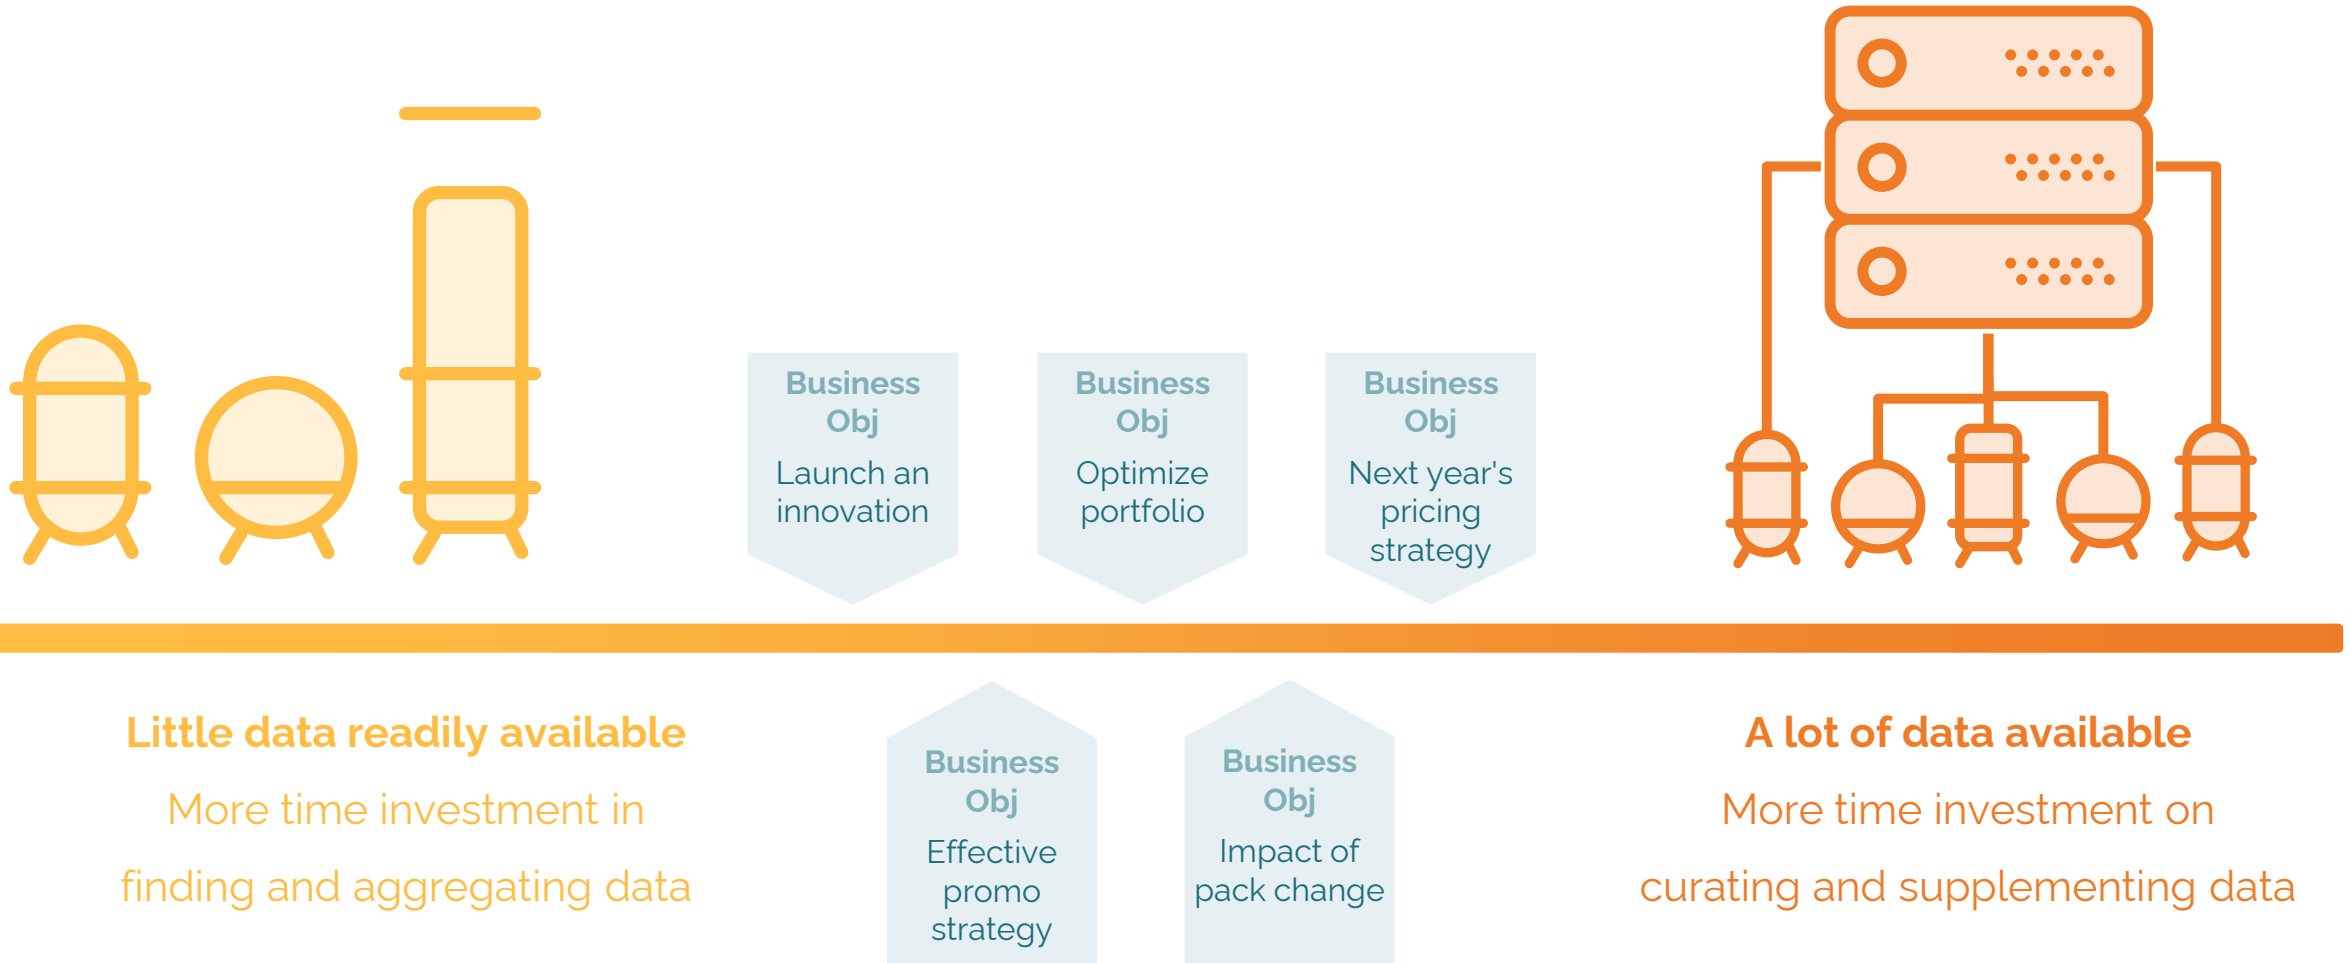 Business
Obj
Launch an
innovation
Business
Obj
Optimize
portfolio
Business
Obj
Next year's
pricing
strategy
Little data readily available
More time investment in
finding and aggregating data
Business
Obj
Effective
promo
strategy
Business
Obj
Impact of
pack change
A lot of data available
More time investment on
curating and supplementing data